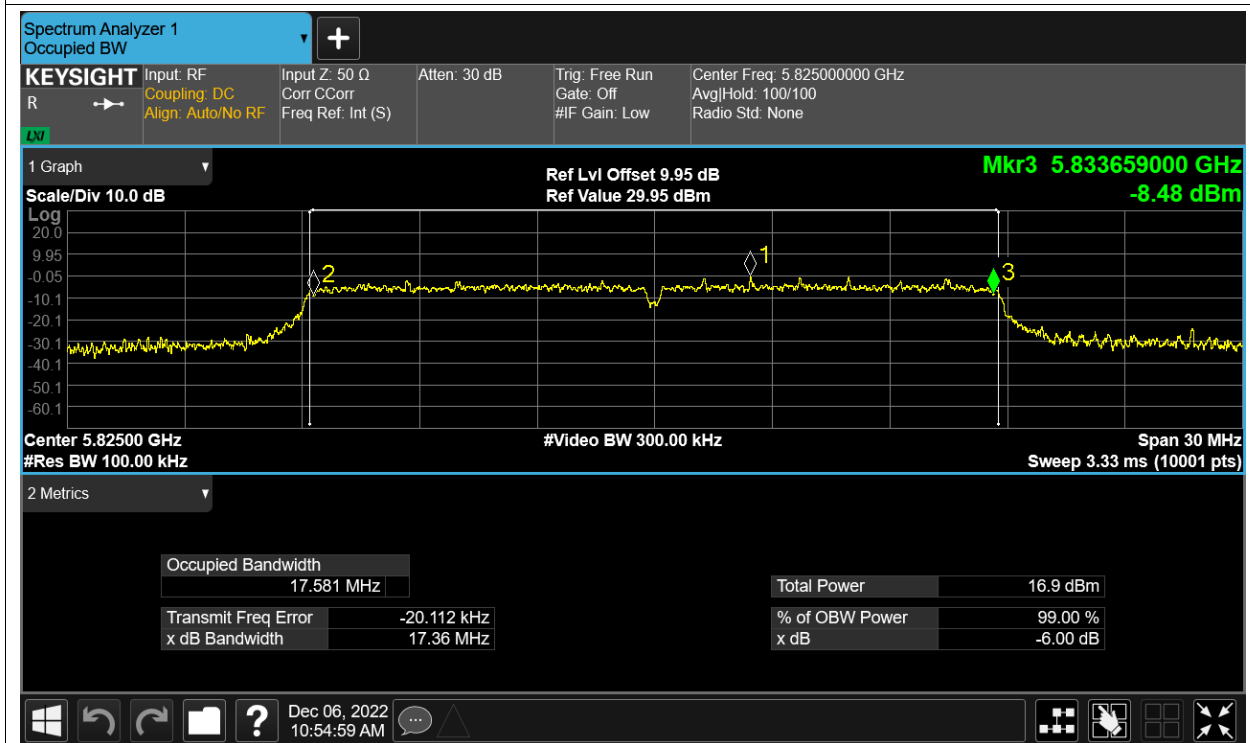 Spectrum Analyzer 1
Occupied BW
KEYSIGHT
R
LXI
Input: RF
Coupling: DC
Align: Auto/No RF
Input Z: 50 Ω
Corr CCorr
Freq Ref: Int (S)
Atten: 30 dB
Trig: Free Run
Gate: Off
#IF Gain: Low
Center Freq: 5.825000000 GHz
Avg|Hold: 100/100
Radio Std: None
1 Graph
Scale/Div 10.0 dB
Ref Lvl Offset 9.95 dB
Ref Value 29.95 dBm
Mkr3 5.833659000 GHz
-8.48 dBm
Log
20.0
9.95
-0.05
-10.1
-20.1
-30.1
-40.1
-50.1
-60.1
2
1
3
Center 5.82500 GHz
#Res BW 100.00 kHz
#Video BW 300.00 kHz
Span 30 MHz
Sweep 3.33 ms (10001 pts)
2 Metrics
Occupied Bandwidth
17.581 MHz
Transmit Freq Error -20.112 kHz
x dB Bandwidth 17.36 MHz
Total Power 16.9 dBm
% of OBW Power 99.00 %
x dB -6.00 dB
?
Dec 06, 2022
10:54:59 AM